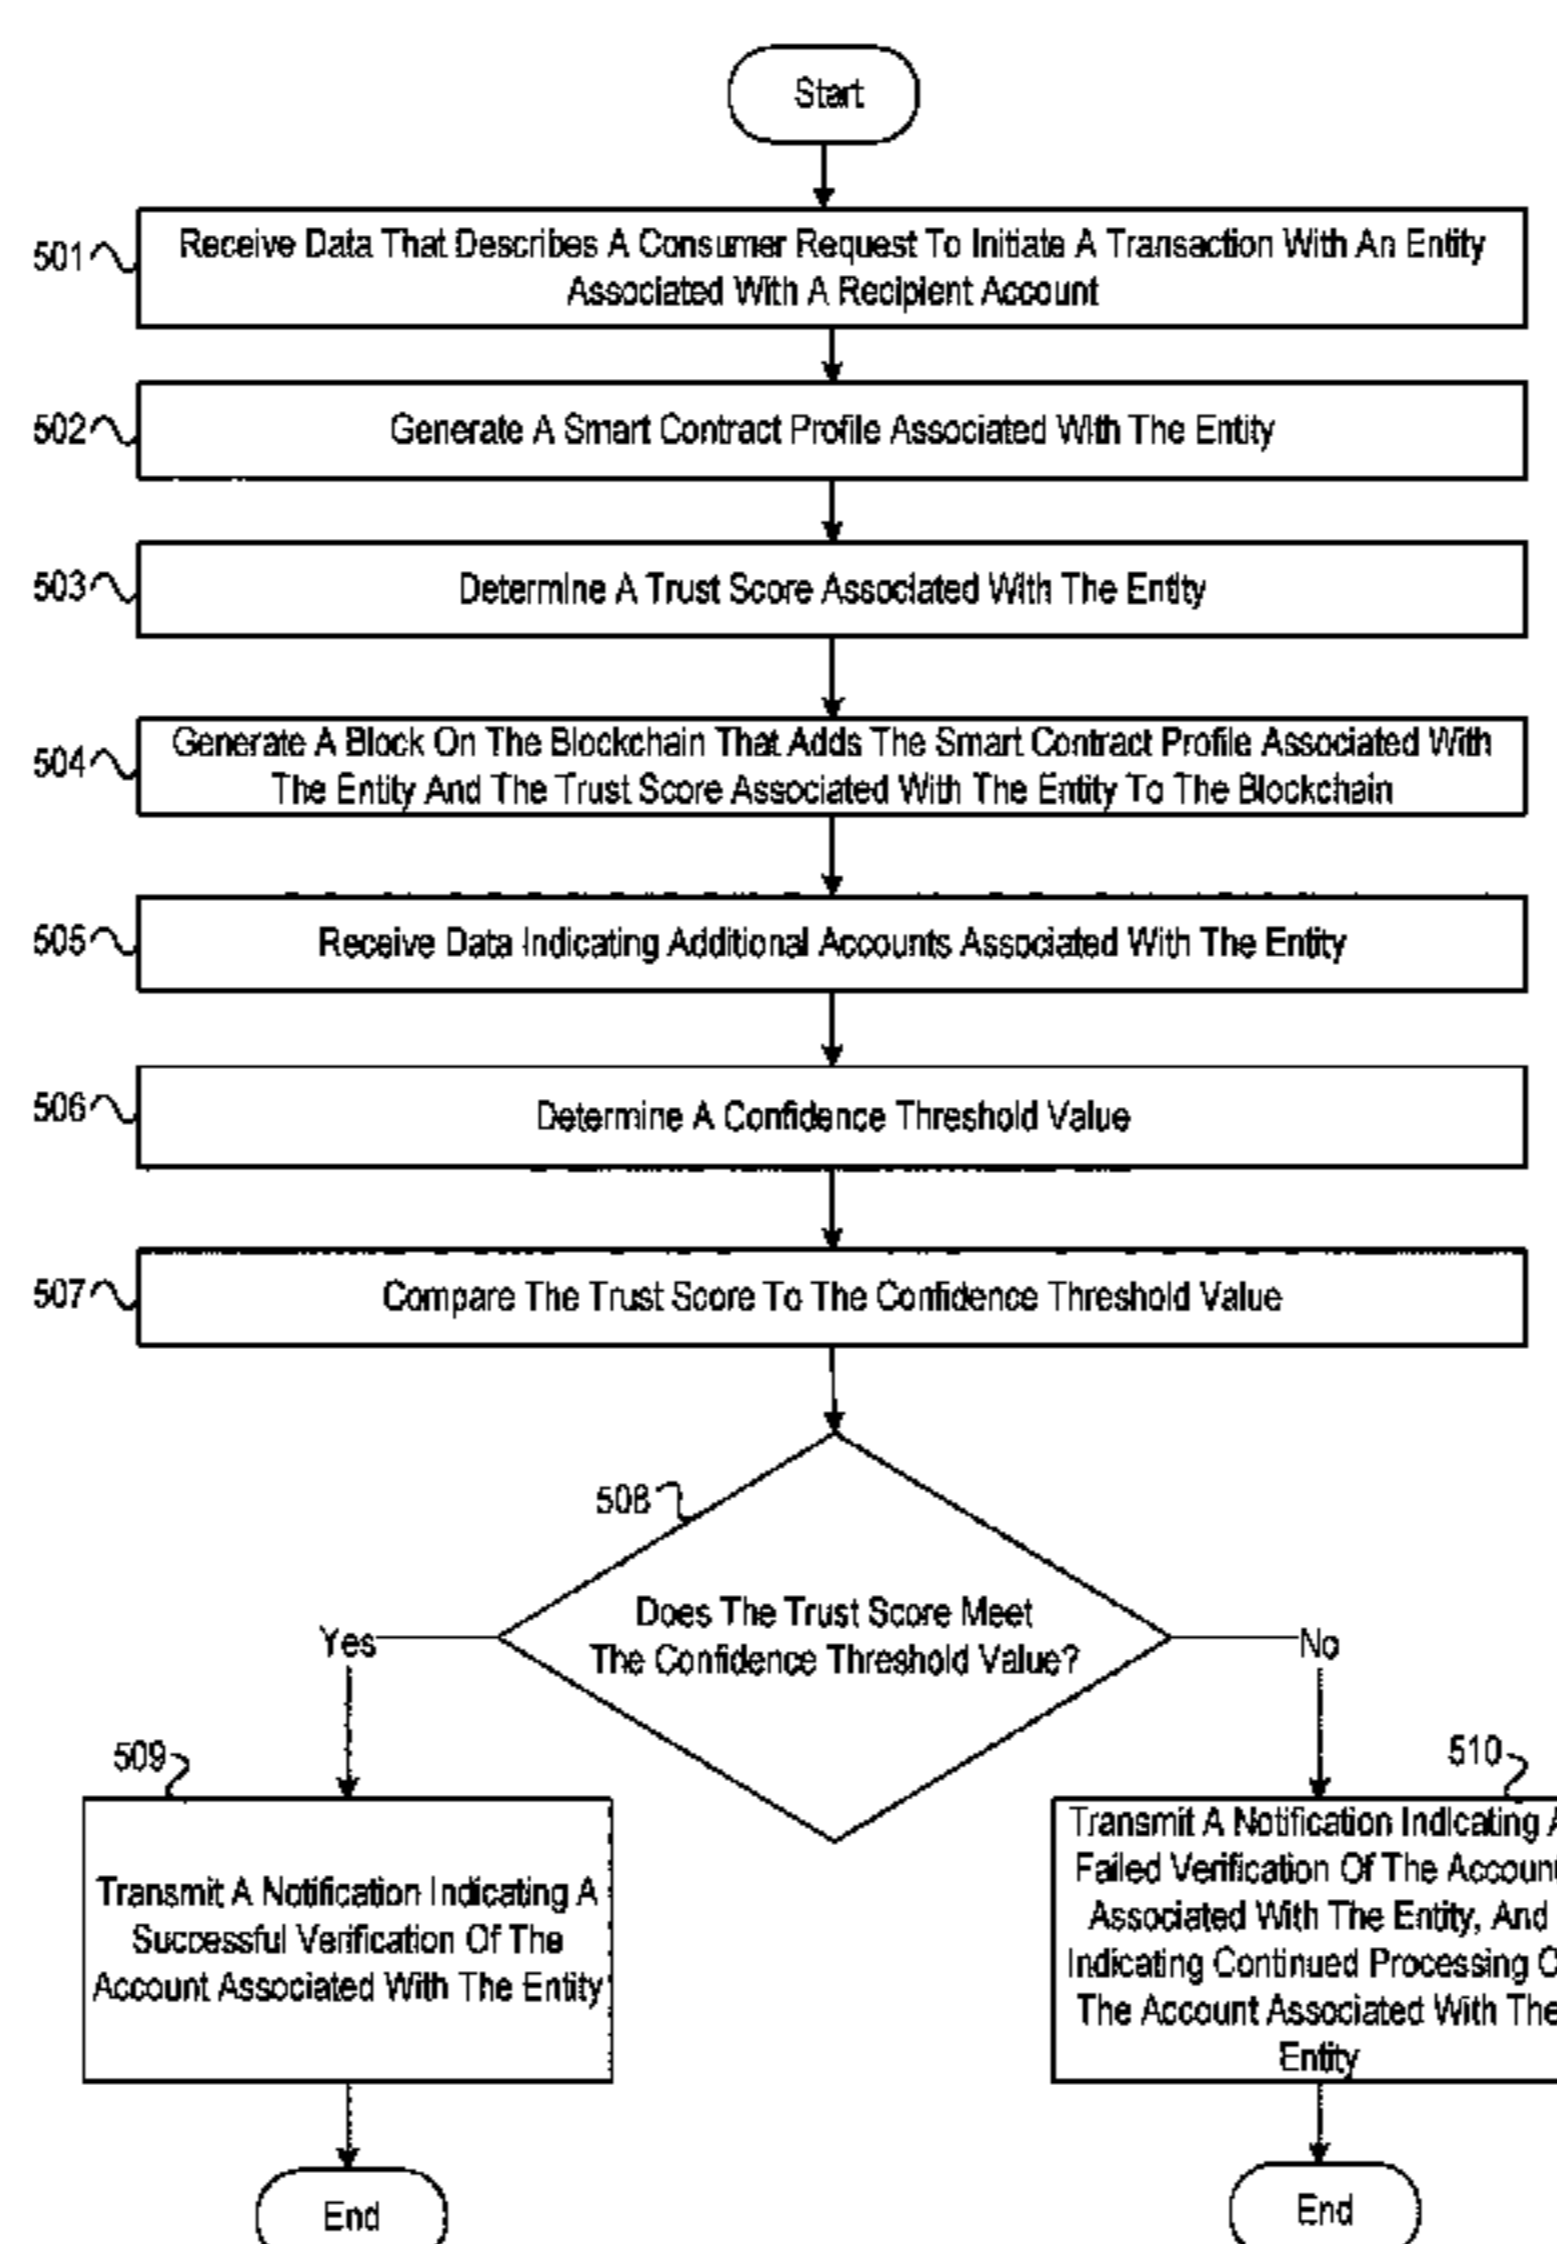 Start
501
Receive Data That Describes A Consumer Request To Initiate A Transaction With An Entity
Associated With A Recipient Account
502
Generate A Smart Contract Profile Associated With The Entity
503
Determine A Trust Score Associated With The Entity
504
Generate A Block On The Blockchain That Adds The Smart Contract Profile Associated With
The Entity And The Trust Score Associated With The Entity To The Blockchain
505
Receive Data Indicating Additional Accounts Associated With The Entity
506
Determine A Confidence Threshold Value
507
Compare The Trust Score To The Confidence Threshold Value
508
Does The Trust Score Meet
The Confidence Threshold Value?
Yes
No
509
Transmit A Notification Indicating A
Successful Verification Of The
Account Associated With The Entity
510
Transmit A Notification Indicating A
Failed Verification Of The Account
Associated With The Entity, And
Indicating Continued Processing
The Account Associated With The
Entity
End
End